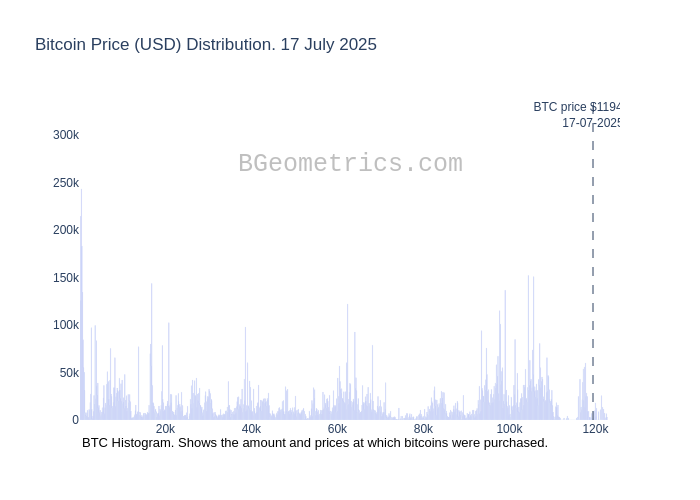 Bitcoin Price (USD) Distribution. 17 July 2025
BTC price $1194
17-07-2025
300k
BGeometrics.com
250k
200k
150k
100k
50k
0
20k
40k
60k
80k
100k
120k
BTC Histogram. Shows the amount and prices at which bitcoins were purchased.